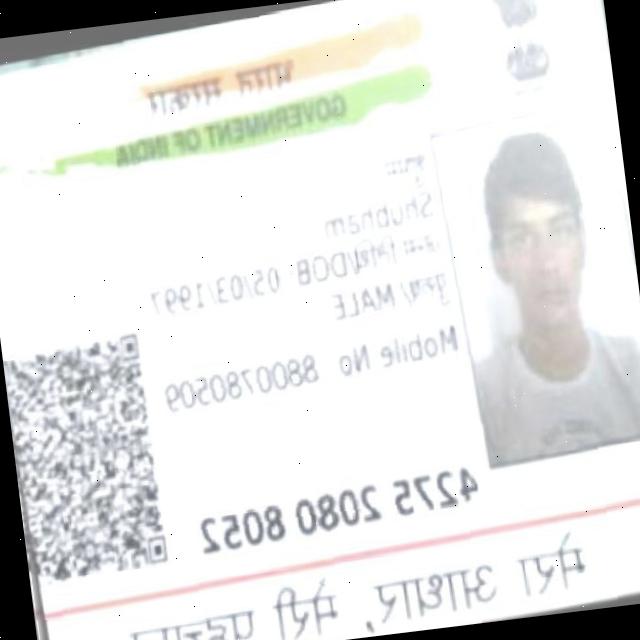 भारत सरकार
GOVERNMENT OF INDIA
Shubham
जन्म तिथि/DOB 05/03/1997
पुरुष/ MALE
Mobile No 8800780509
4275 2080 8052
मेरा आधार, मेरी पहचान